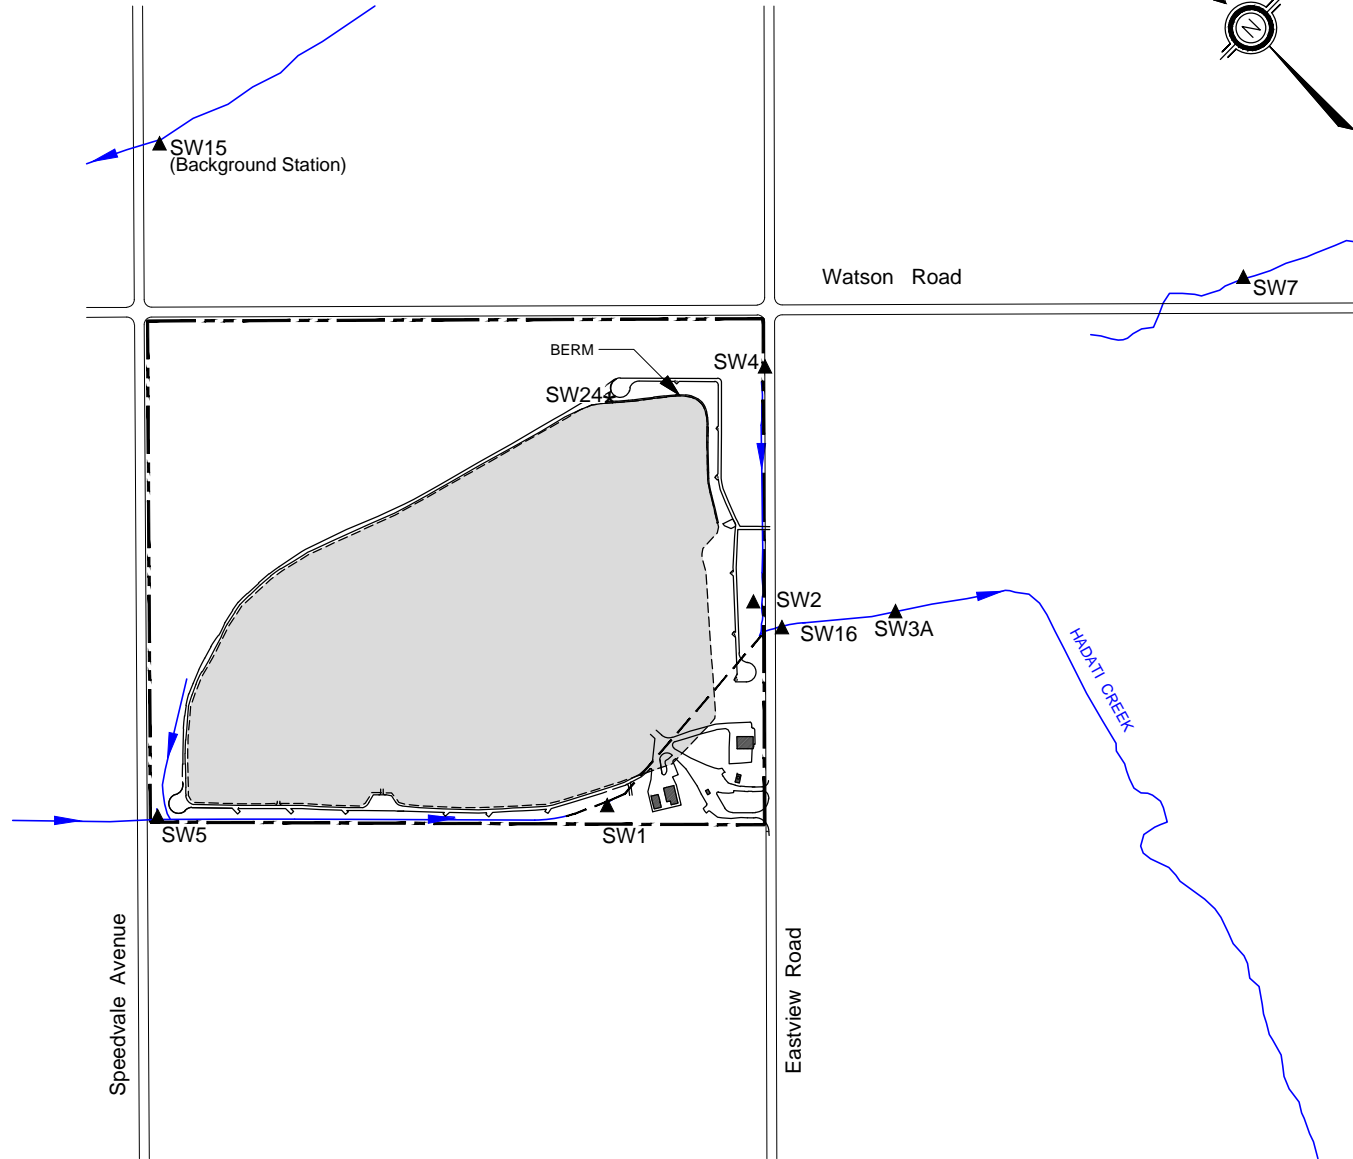 N
SW15
(Background Station)
Watson Road
SW7
BERM
SW4
SW24
SW2
SW16
SW3A
HADATI CREEK
SW5
SW1
Speedvale Avenue
Eastview Road